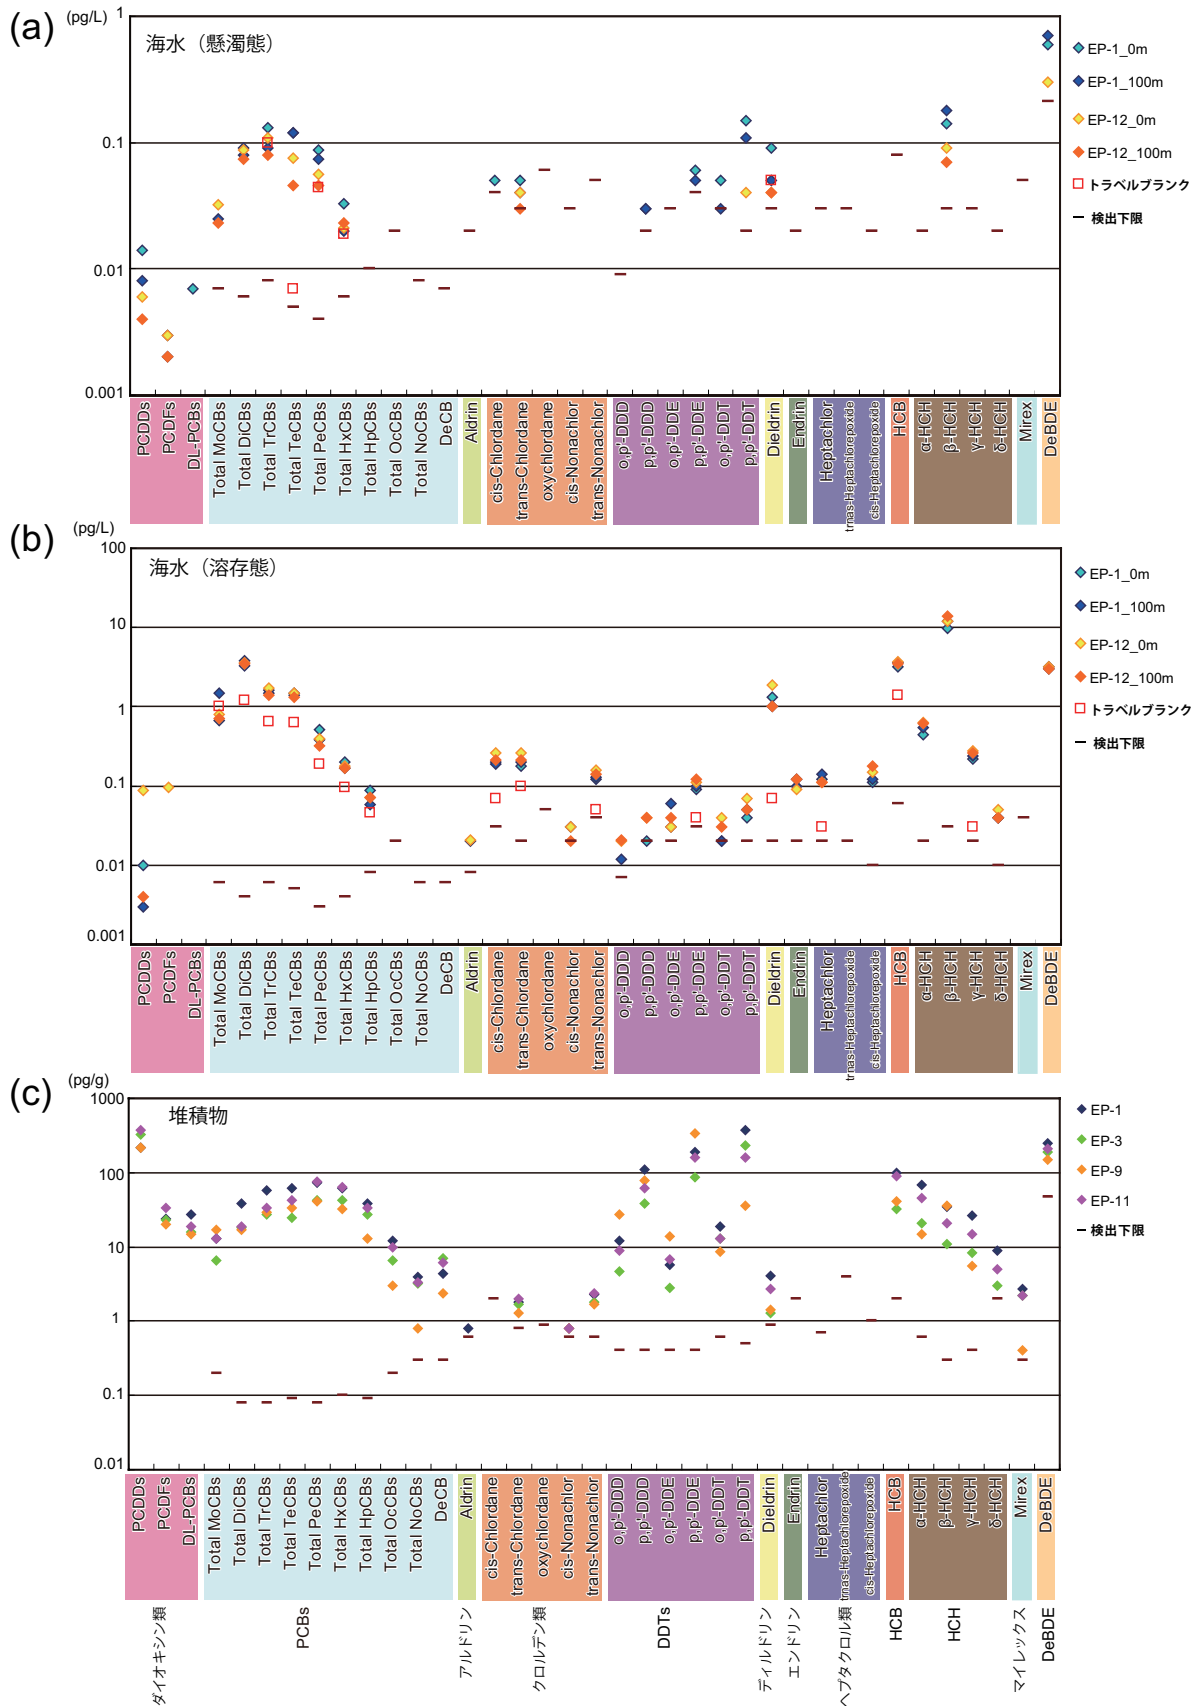 (a)
(pg/L)
海水（懸濁態）
1
0.1
0.01
0.001
EP-1_0m
EP-1_100m
EP-12_0m
EP-12_100m
トラベルブランク
検出下限
PCDDs
PCDFs
DL-PCBs
Total MoCBs
Total DiCBs
Total TrCBs
Total TeCBs
Total PeCBs
Total HxCBs
Total HpCBs
Total OcCBs
Total NoCBs
DeCB
Aldrin
cis-Chlordane
trans-Chlordane
oxychlordane
cis-Nonachlor
trans-Nonachlor
o,p'-DDD
p,p'-DDD
o,p'-DDE
p,p'-DDE
o,p'-DDT
p,p'-DDT
Dieldrin
Endrin
Heptachlor
trnas-Heptachlorepoxide
cis-Heptachlorepoxide
HCB
α-HCH
β-HCH
γ-HCH
δ-HCH
Mirex
DeBDE
(b)
(pg/L)
海水（溶存態）
100
10
1
0.1
0.01
0.001
EP-1_0m
EP-1_100m
EP-12_0m
EP-12_100m
トラベルブランク
検出下限
PCDDs
PCDFs
DL-PCBs
Total MoCBs
Total DiCBs
Total TrCBs
Total TeCBs
Total PeCBs
Total HxCBs
Total HpCBs
Total OcCBs
Total NoCBs
DeCB
Aldrin
cis-Chlordane
trans-Chlordane
oxychlordane
cis-Nonachlor
trans-Nonachlor
o,p'-DDD
p,p'-DDD
o,p'-DDE
p,p'-DDE
o,p'-DDT
p,p'-DDT
Dieldrin
Endrin
Heptachlor
trnas-Heptachlorepoxide
cis-Heptachlorepoxide
HCB
α-HCH
β-HCH
γ-HCH
δ-HCH
Mirex
DeBDE
(c)
(pg/g)
堆積物
1000
100
10
1
0.1
0.01
EP-1
EP-3
EP-9
EP-11
検出下限
PCDDs
PCDFs
DL-PCBs
Total MoCBs
Total DiCBs
Total TrCBs
Total TeCBs
Total PeCBs
Total HxCBs
Total HpCBs
Total OcCBs
Total NoCBs
DeCB
Aldrin
cis-Chlordane
trans-Chlordane
oxychlordane
cis-Nonachlor
trans-Nonachlor
o,p'-DDD
p,p'-DDD
o,p'-DDE
p,p'-DDE
o,p'-DDT
p,p'-DDT
Dieldrin
Endrin
Heptachlor
trnas-Heptachlorepoxide
cis-Heptachlorepoxide
HCB
α-HCH
β-HCH
γ-HCH
δ-HCH
Mirex
DeBDE
ダイオキシン類
PCBs
アルドリン
クロルデン類
DDTs
ディルドリン
エンドリン
ヘプタクロル類
HCB
HCH
マイレックス
DeBDE